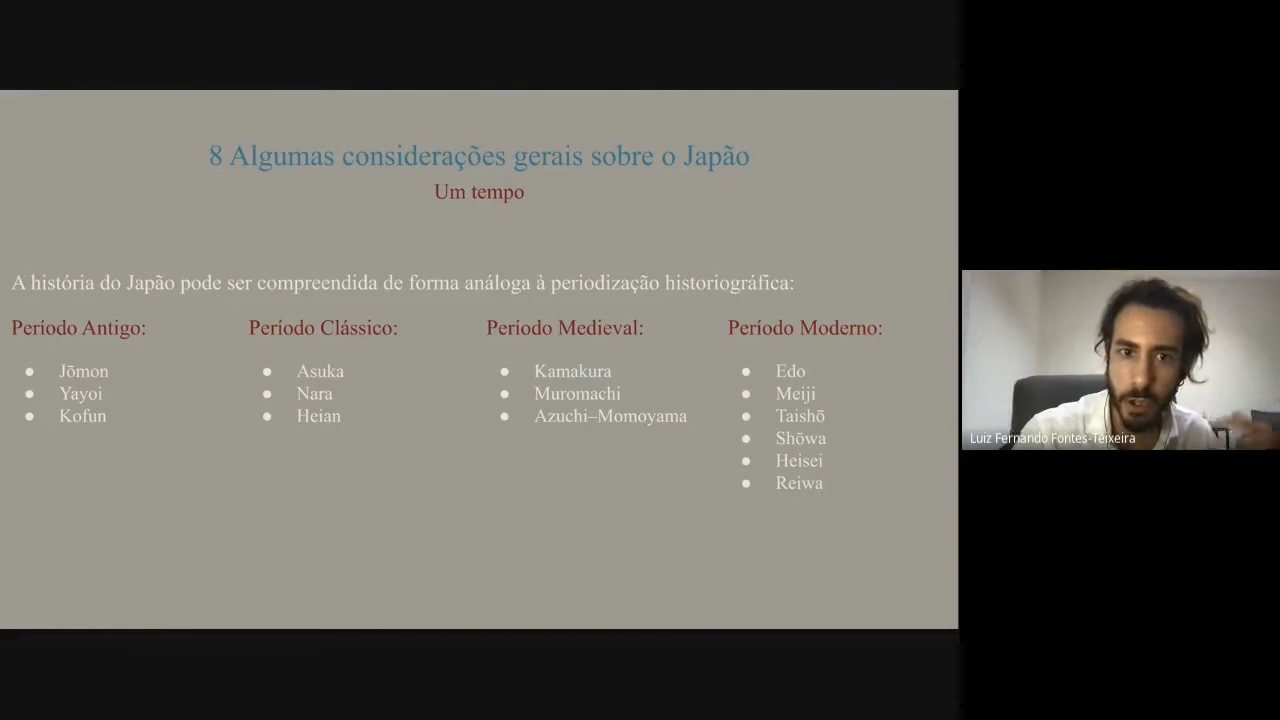 8 Algumas considerações gerais sobre o Japão
Um tempo
A história do Japão pode ser compreendida de forma análoga à periodização historiográfica:
Período Antigo:
● Jōmon
● Yayoi
● Kofun
Período Clássico:
● Asuka
● Nara
● Heian
Período Medieval:
● Kamakura
● Muromachi
● Azuchi–Momoyama
Período Moderno:
● Edo
● Meiji
● Taishō
● Shōwa
● Heisei
● Reiwa
Luiz Fernando Fontes-Teixeira